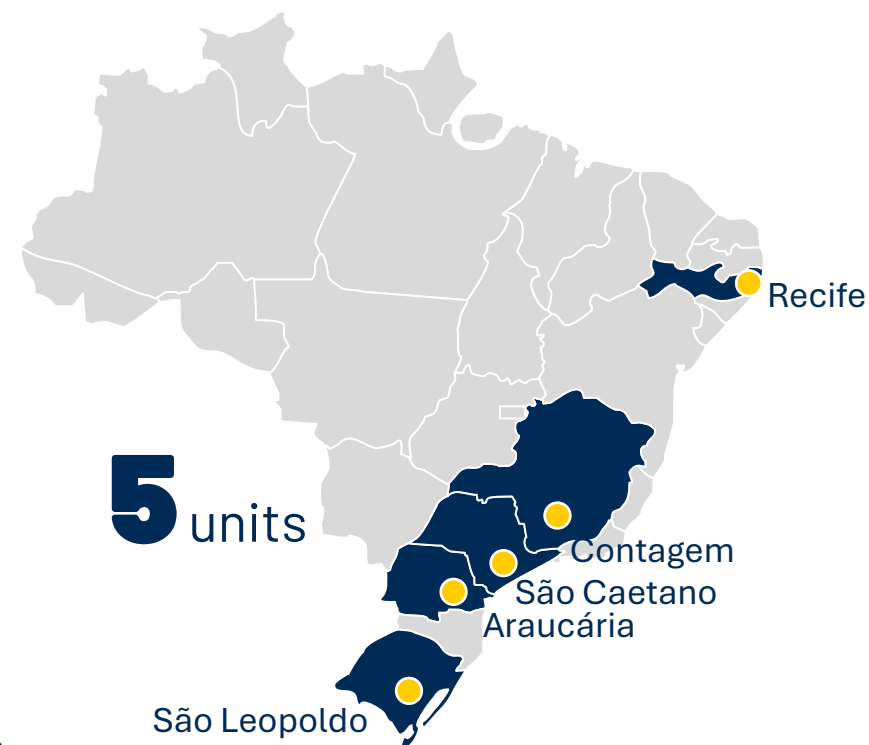 Recife
5 units
Contagem
São Caetano
Araucária
São Leopoldo